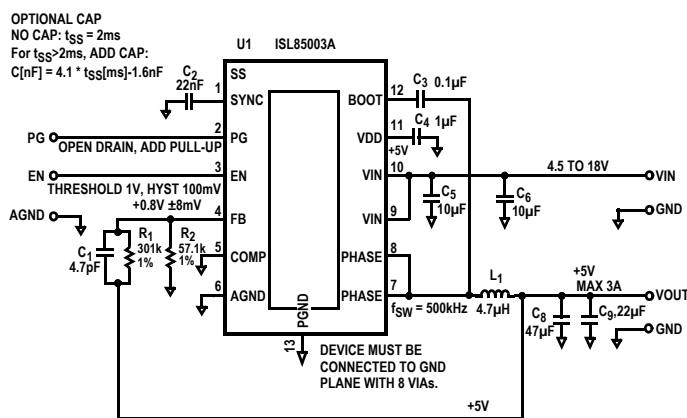 OPTIONAL CAP
NO CAP: tSS = 2ms
For tSS>2ms, ADD CAP:
C[nF] = 4.1 * tSS[ms]-1.6nF
U1 ISL85003A
C2
22nF
1
SS
SYNC
BOOT
12
C3 0.1µF
PG
OPEN DRAIN, ADD PULL-UP
2
PG
VDD
11
C4 1µF
+5V
EN
3
EN
VIN
10
4.5 TO 18V
VIN
THRESHOLD 1V, HYST 100mV
C5
10µF
C6
10µF
AGND
+0.8V ±8mV
4
FB
VIN
9
GND
C1
4.7pF
R1
301k
1%
R2
57.1k
1%
5
COMP
PHASE
8
6
AGND
PHASE
7
L1
4.7µH
+5V
MAX 3A
VOUT
fSW = 500kHz
C8
47µF
C9,22µF
GND
PGND
13
DEVICE MUST BE
CONNECTED TO GND
PLANE WITH 8 VIAs.
+5V